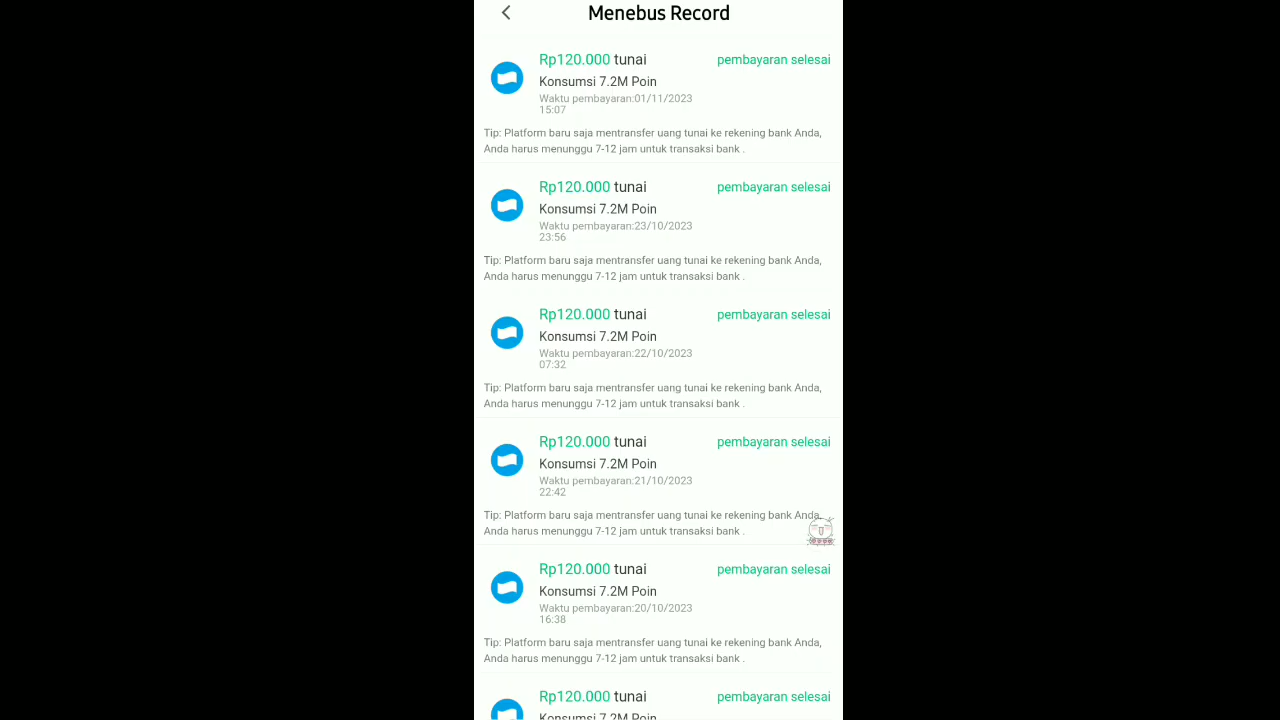 Menebus Record
Rp120.000 tunai pembayaran selesai
Konsumsi 7.2M Poin
Waktu pembayaran:01/11/2023
15:07
Tip: Platform baru saja mentransfer uang tunai ke rekening bank Anda,
Anda harus menunggu 7-12 jam untuk transaksi bank .
Rp120.000 tunai pembayaran selesai
Konsumsi 7.2M Poin
Waktu pembayaran:23/10/2023
23:56
Tip: Platform baru saja mentransfer uang tunai ke rekening bank Anda,
Anda harus menunggu 7-12 jam untuk transaksi bank .
Rp120.000 tunai pembayaran selesai
Konsumsi 7.2M Poin
Waktu pembayaran:22/10/2023
07:32
Tip: Platform baru saja mentransfer uang tunai ke rekening bank Anda,
Anda harus menunggu 7-12 jam untuk transaksi bank .
Rp120.000 tunai pembayaran selesai
Konsumsi 7.2M Poin
Waktu pembayaran:21/10/2023
22:42
Tip: Platform baru saja mentransfer uang tunai ke rekening bank Anda,
Anda harus menunggu 7-12 jam untuk transaksi bank .
Rp120.000 tunai pembayaran selesai
Konsumsi 7.2M Poin
Waktu pembayaran:20/10/2023
16:38
Tip: Platform baru saja mentransfer uang tunai ke rekening bank Anda,
Anda harus menunggu 7-12 jam untuk transaksi bank .
Rp120.000 tunai pembayaran selesai
Konsumsi 7.2M Poin